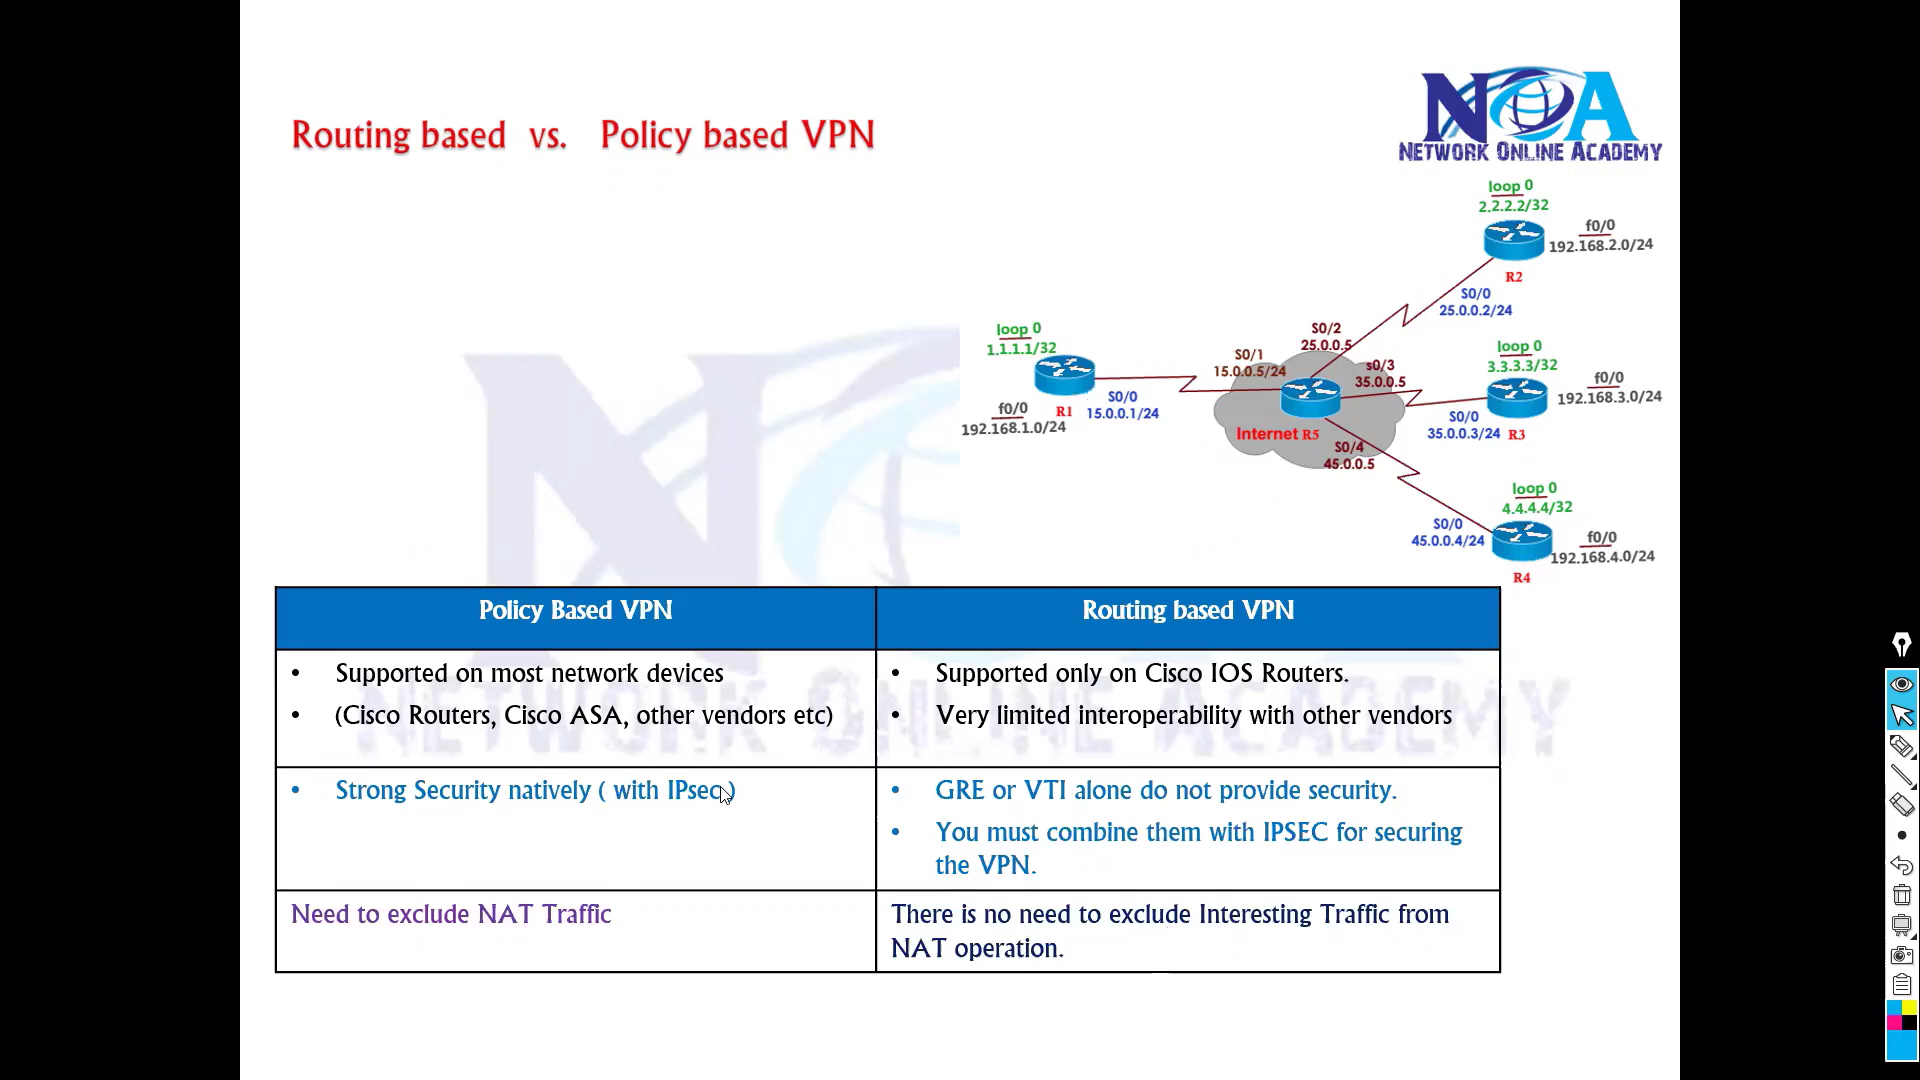 Routing based vs. Policy based VPN
NOA
NETWORK ONLINE ACADEMY
loop 0
2.2.2.2/32
f0/0
192.168.2.0/24
R2
S0/0
25.0.0.2/24
loop 0
1.1.1.1/32
f0/0
192.168.1.0/24
R1
S0/0
15.0.0.1/24
S0/1
15.0.0.5/24
S0/2
25.0.0.5
s0/3
35.0.0.5
Internet R5
S0/4
45.0.0.5
loop 0
3.3.3.3/32
f0/0
192.168.3.0/24
S0/0
35.0.0.3/24
R3
loop 0
4.4.4.4/32
S0/0
45.0.0.4/24
f0/0
192.168.4.0/24
R4
Policy Based VPN
Routing based VPN
• Supported on most network devices
• (Cisco Routers, Cisco ASA, other vendors etc)
• Supported only on Cisco IOS Routers.
• Very limited interoperability with other vendors
• Strong Security natively ( with IPsec )
• GRE or VTI alone do not provide security.
• You must combine them with IPSEC for securing
the VPN.
Need to exclude NAT Traffic
There is no need to exclude Interesting Traffic from
NAT operation.
NETWORK ONLINE ACADEMY